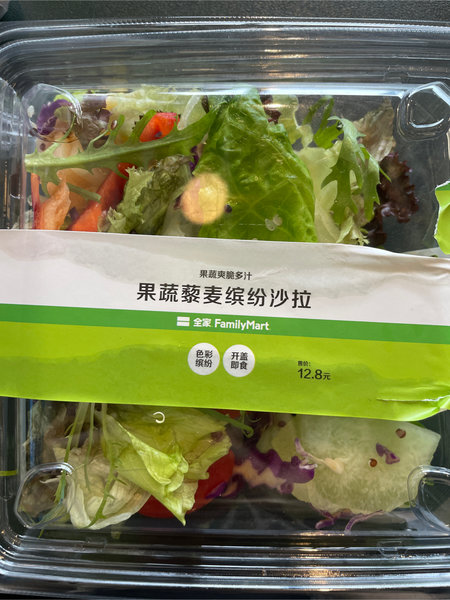 果蔬爽脆多汁
果蔬藜麦缤纷沙拉
全家 FamilyMart
色彩
缤纷
开盖
即食
售价:
12.8元